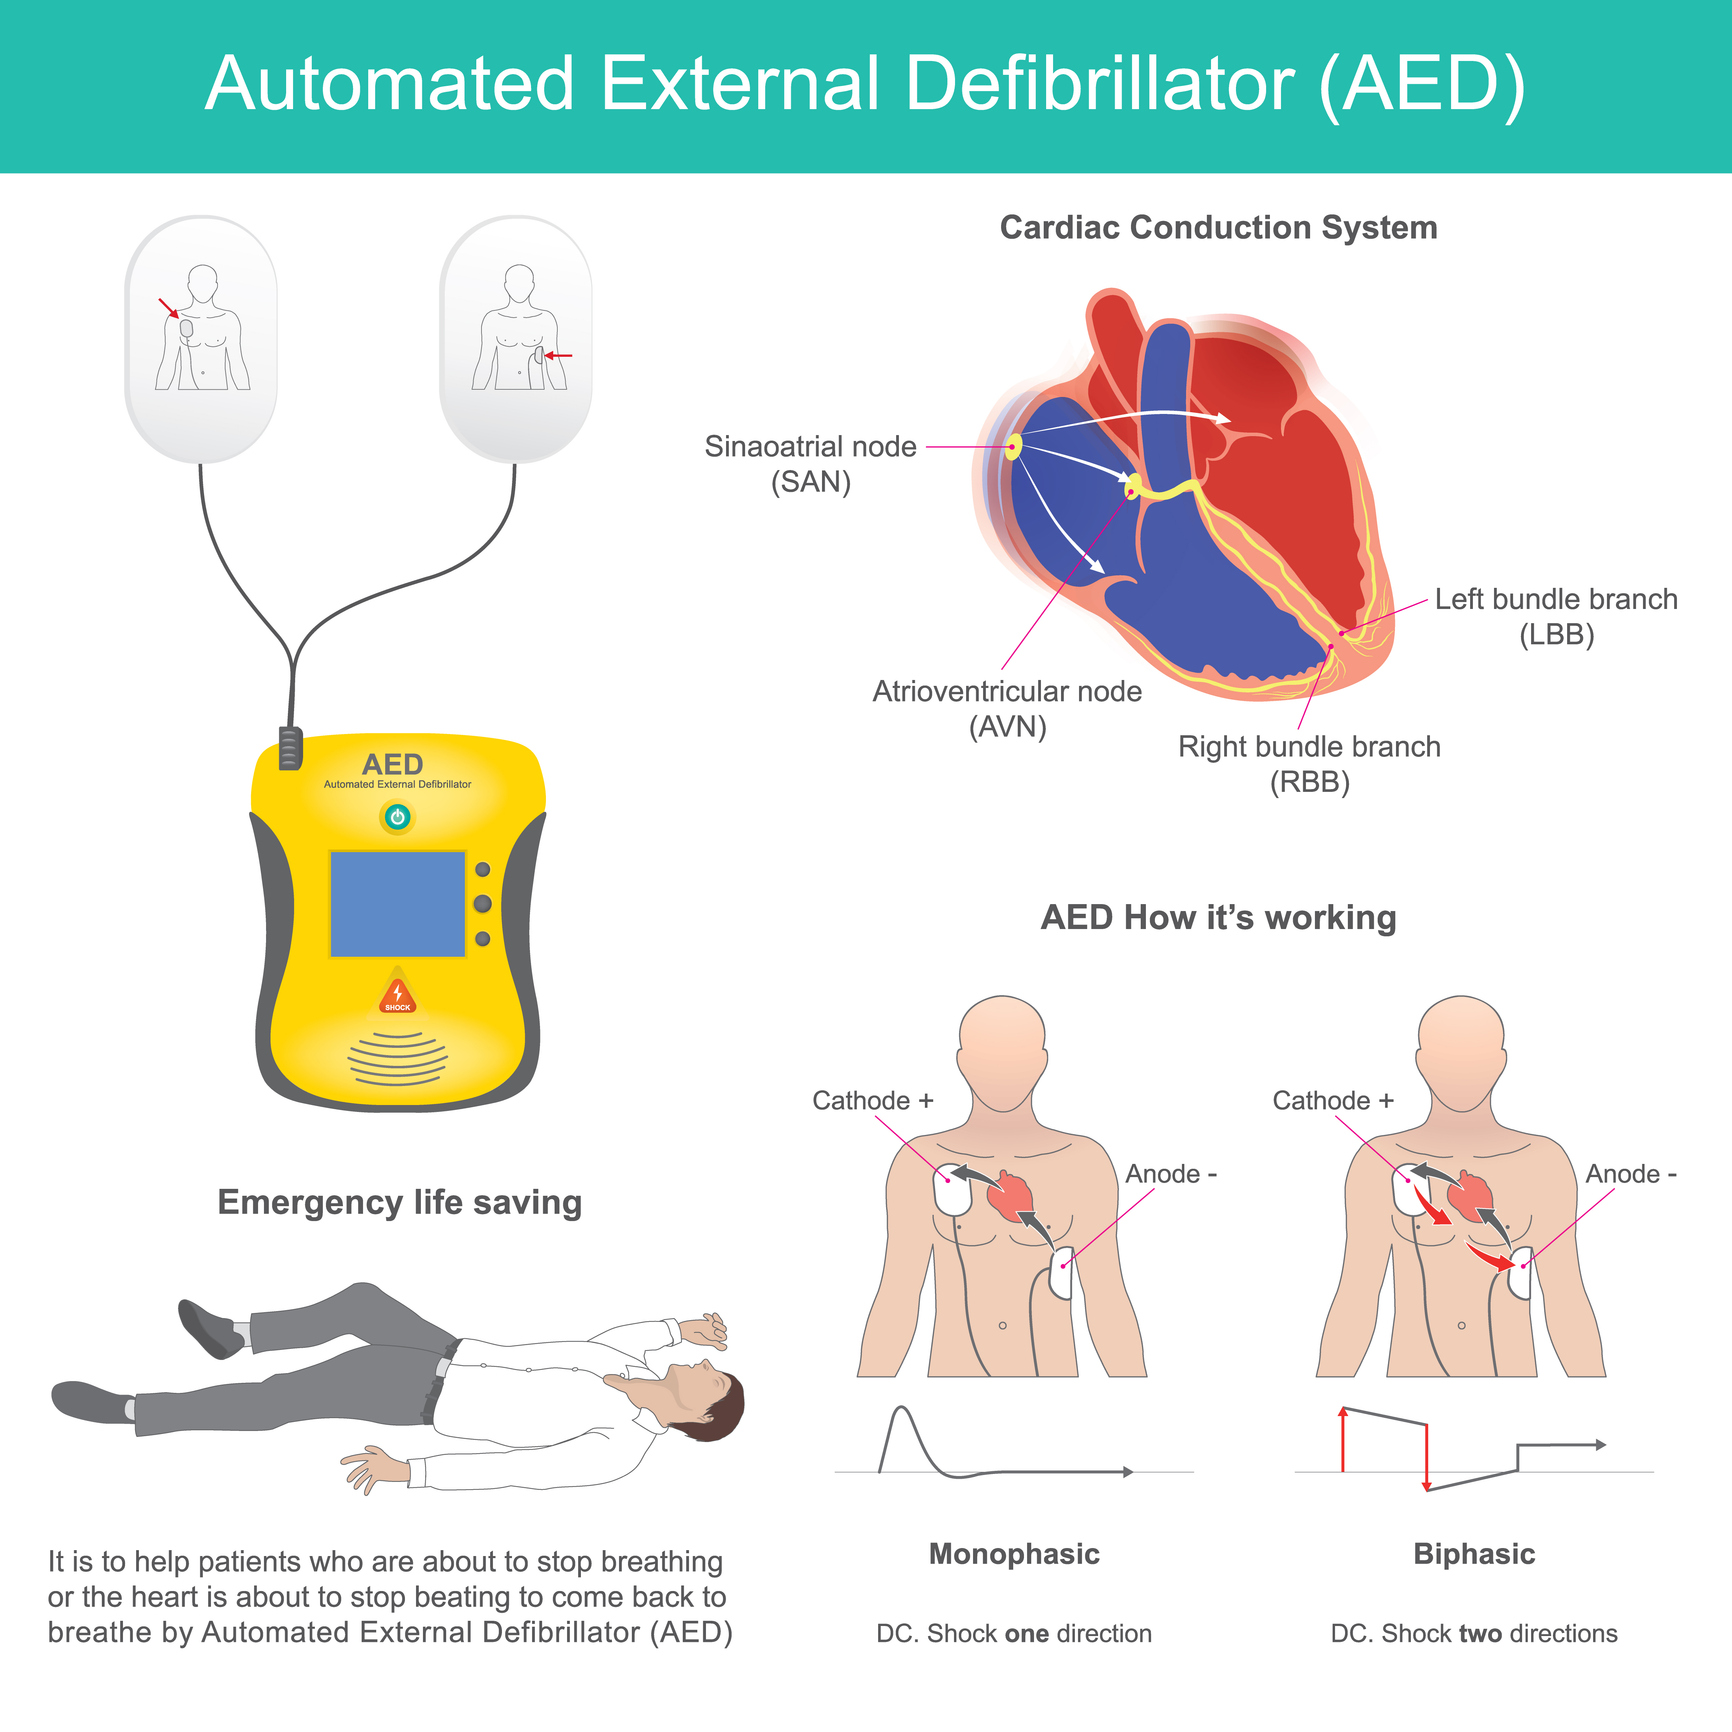 Automated External Defibrillator (AED)
Cardiac Conduction System
Sinaoatrial node
(SAN)
Atrioventricular node
(AVN)
Left bundle branch
(LBB)
Right bundle branch
(RBB)
AED
Automated External Defibrillator
SHOCK
Emergency life saving
It is to help patients who are about to stop breathing
or the heart is about to stop beating to come back to
breathe by Automated External Defibrillator (AED)
AED How it’s working
Cathode +
Anode -
Monophasic
DC. Shock one direction
Cathode +
Anode -
Biphasic
DC. Shock two directions